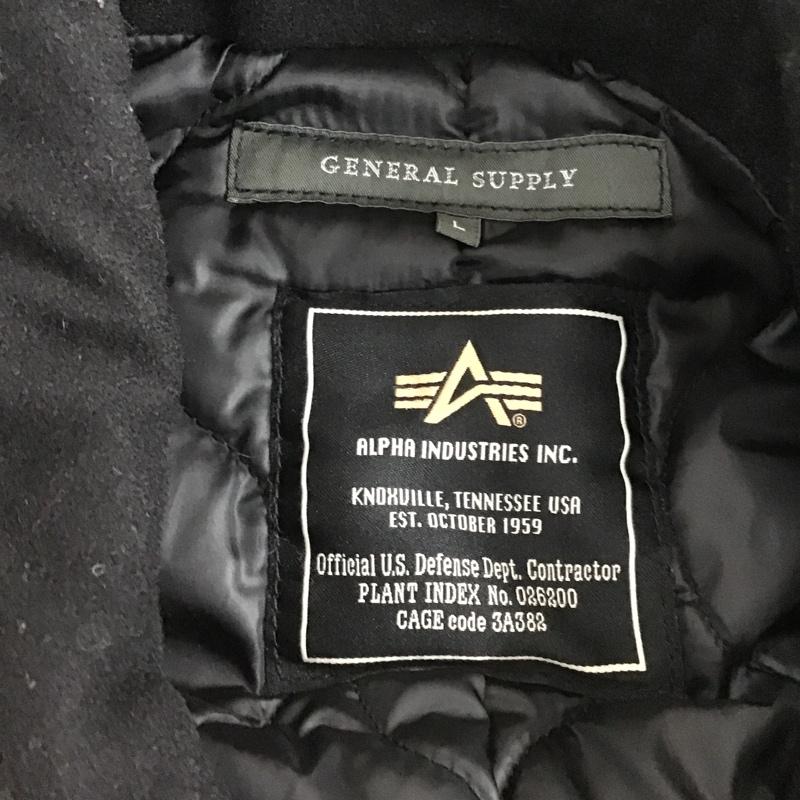 GENERAL SUPPLY
L
®
ALPHA INDUSTRIES INC.
KNOXVILLE, TENNESSEE USA
EST. OCTOBER 1959
Official U.S. Defense Dept. Contractor
PLANT INDEX No. 026200
CAGE code 3A382